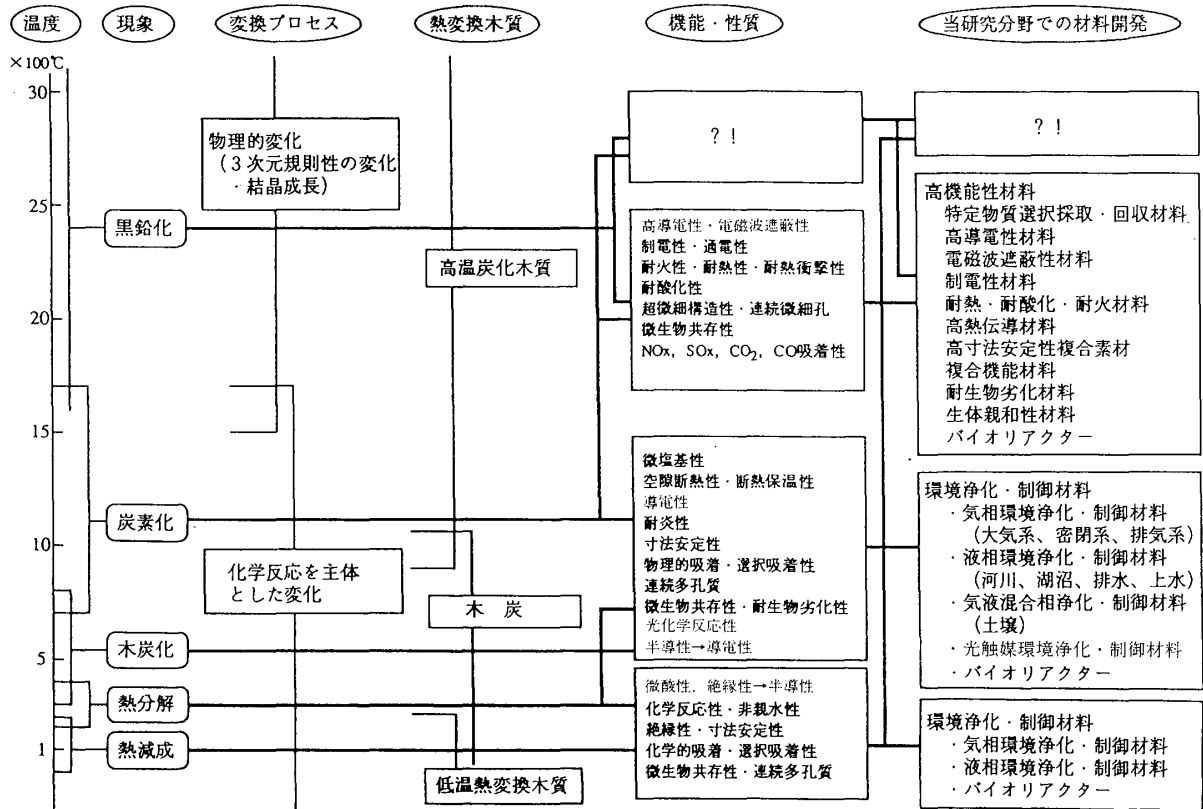 温度
現象
変換プロセス
熱変換木質
機能・性質
当研究分野での材料開発
×100℃
30
25
20
15
10
5
1
黒鉛化
炭素化
木炭化
熱分解
熱減成
物理的変化
(3次元規則性の変化
・結晶成長)
化学反応を主体
とした変化
高温炭化木質
木 炭
低温熱変換木質
? !
高導電性・電磁波遮蔽性
制電性・通電性
耐火性・耐熱性・耐熱衝撃性
耐酸化性
超微細構造性・連続微細孔
微生物共存性
NOx, SOx, CO₂, CO吸着性
微塩基性
空隙断熱性・断熱保温性
導電性
耐炎性
寸法安定性
物理的吸着・選択吸着性
連続多孔質
微生物共存性・耐生物劣化性
光化学反応性
半導性→導電性
微酸性, 絶縁性→半導性
化学反応性・非親水性
絶縁性・寸法安定性
化学的吸着・選択吸着性
微生物共存性・連続多孔質
? !
高機能性材料
特定物質選択採取・回収材料
高導電性材料
電磁波遮蔽性材料
制電性材料
耐熱・耐酸化・耐火材料
高熱伝導材料
高寸法安定性複合素材
複合機能材料
耐生物劣化材料
生体親和性材料
バイオリアクター
環境浄化・制御材料
・気相環境浄化・制御材料
(大気系、密閉系、排気系)
・液相環境浄化・制御材料
(河川、湖沼、排水、上水)
・気液混合相浄化・制御材料
(土壌)
・光触媒環境浄化・制御材料
・バイオリアクター
環境浄化・制御材料
・気相環境浄化・制御材料
・液相環境浄化・制御材料
・バイオリアクター